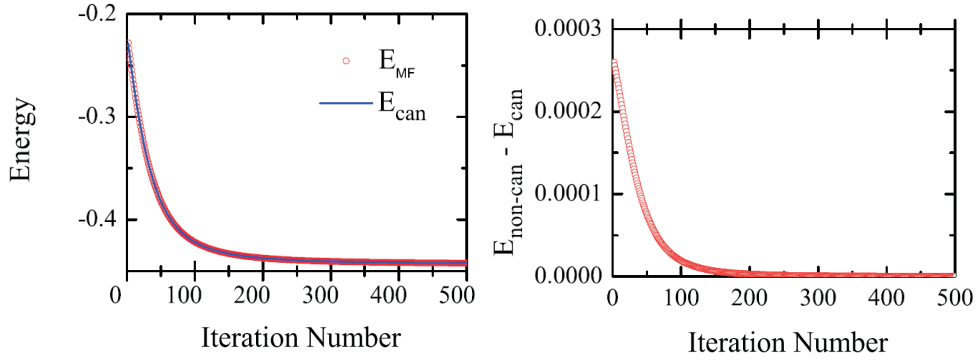 -0.2
-0.3
-0.4
Energy
E_MF
E_can
0 100 200 300 400 500
Iteration Number
0.0003
0.0002
0.0001
0.0000
E_non-can - E_can
0 100 200 300 400 500
Iteration Number